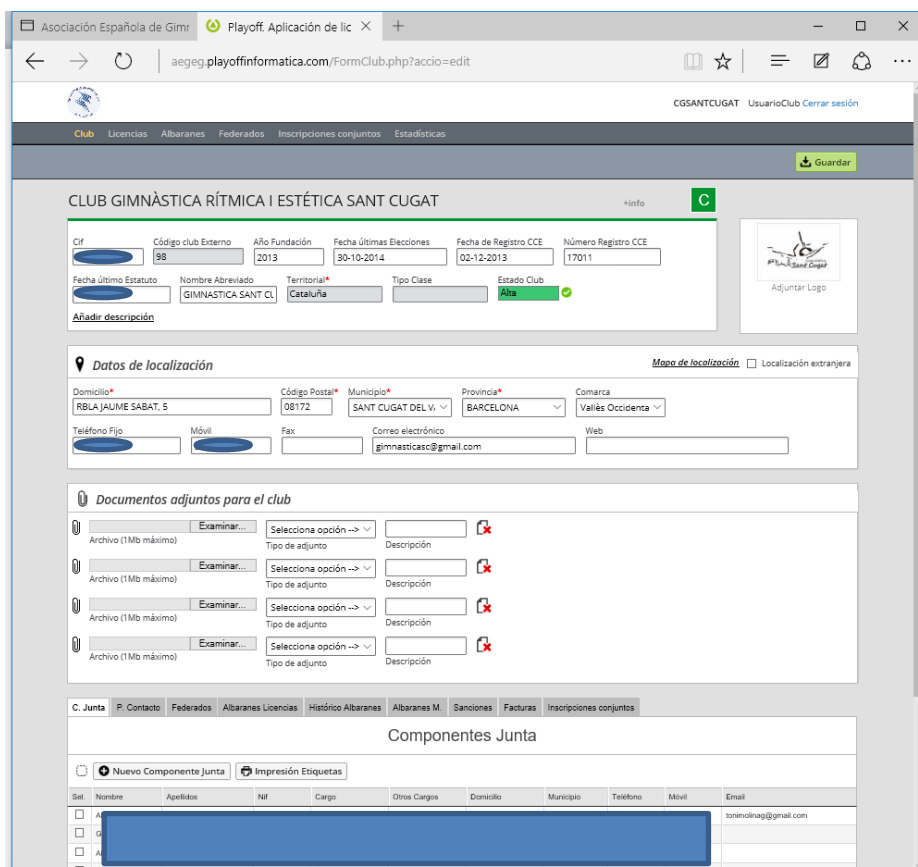 Asociación Española de Gimr
Playoff. Aplicación de lic
aegeg.playoffinformatica.com/FormClub.php?accio=edit
CGSANTCUGAT UsuarioClub Cerrar sesión
Club Licencias Albaranes Federados Inscripciones conjuntos Estadísticas
Guardar
CLUB GIMNÀSTICA RÍTMICA I ESTÉTICA SANT CUGAT +info C
Cif Código club Externo Año Fundación Fecha últimas Elecciones Fecha de Registro CCE Número Registro CCE
98 2013 30-10-2014 02-12-2013 17011
Fecha último Estatuto Nombre Abreviado Territorial* Tipo Clase Estado Club
GIMNASTICA SANT CU Cataluña Alta
Añadir descripción
Sant Cugat
Adjuntar Logo
Datos de localización Mapa de localización Localización extranjera
Domicilio* Código Postal* Municipio* Provincia* Comarca
RBLA JAUME SABAT, 5 08172 SANT CUGAT DEL V. BARCELONA Vallès Occidenta
Teléfono Fijo Móvil Fax Correo electrónico Web
gimnasticasc@gmail.com
Documentos adjuntos para el club
Examinar... Selecciona opción -->
Archivo (1Mb máximo) Tipo de adjunto Descripción
Examinar... Selecciona opción -->
Archivo (1Mb máximo) Tipo de adjunto Descripción
Examinar... Selecciona opción -->
Archivo (1Mb máximo) Tipo de adjunto Descripción
Examinar... Selecciona opción -->
Archivo (1Mb máximo) Tipo de adjunto Descripción
C. Junta P. Contacto Federados Albaranes Licencias Histórico Albaranes Albaranes M. Sanciones Facturas Inscripciones conjuntos
Componentes Junta
Nuevo Componente Junta Impresión Etiquetas
Sel. Nombre Apellidos Nif Cargo Otros Cargos Domicilio Municipio Teléfono Móvil Email
tonimolinag@gmail.com